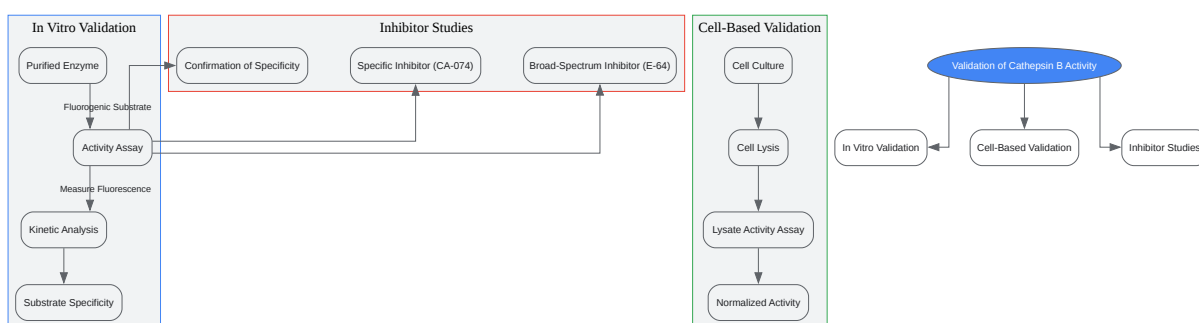 In Vitro Validation
Purified Enzyme
Fluorogenic Substrate
Activity Assay
Measure Fluorescence
Kinetic Analysis
Substrate Specificity
Inhibitor Studies
Confirmation of Specificity
Specific Inhibitor (CA-074)
Broad-Spectrum Inhibitor (E-64)
Cell-Based Validation
Cell Culture
Cell Lysis
Lysate Activity Assay
Normalized Activity
Validation of Cathepsin B Activity
In Vitro Validation
Cell-Based Validation
Inhibitor Studies